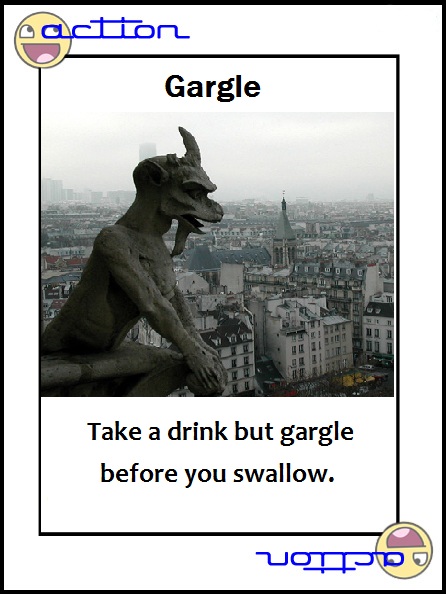 action
Gargle
Take a drink but gargle
before you swallow.
action